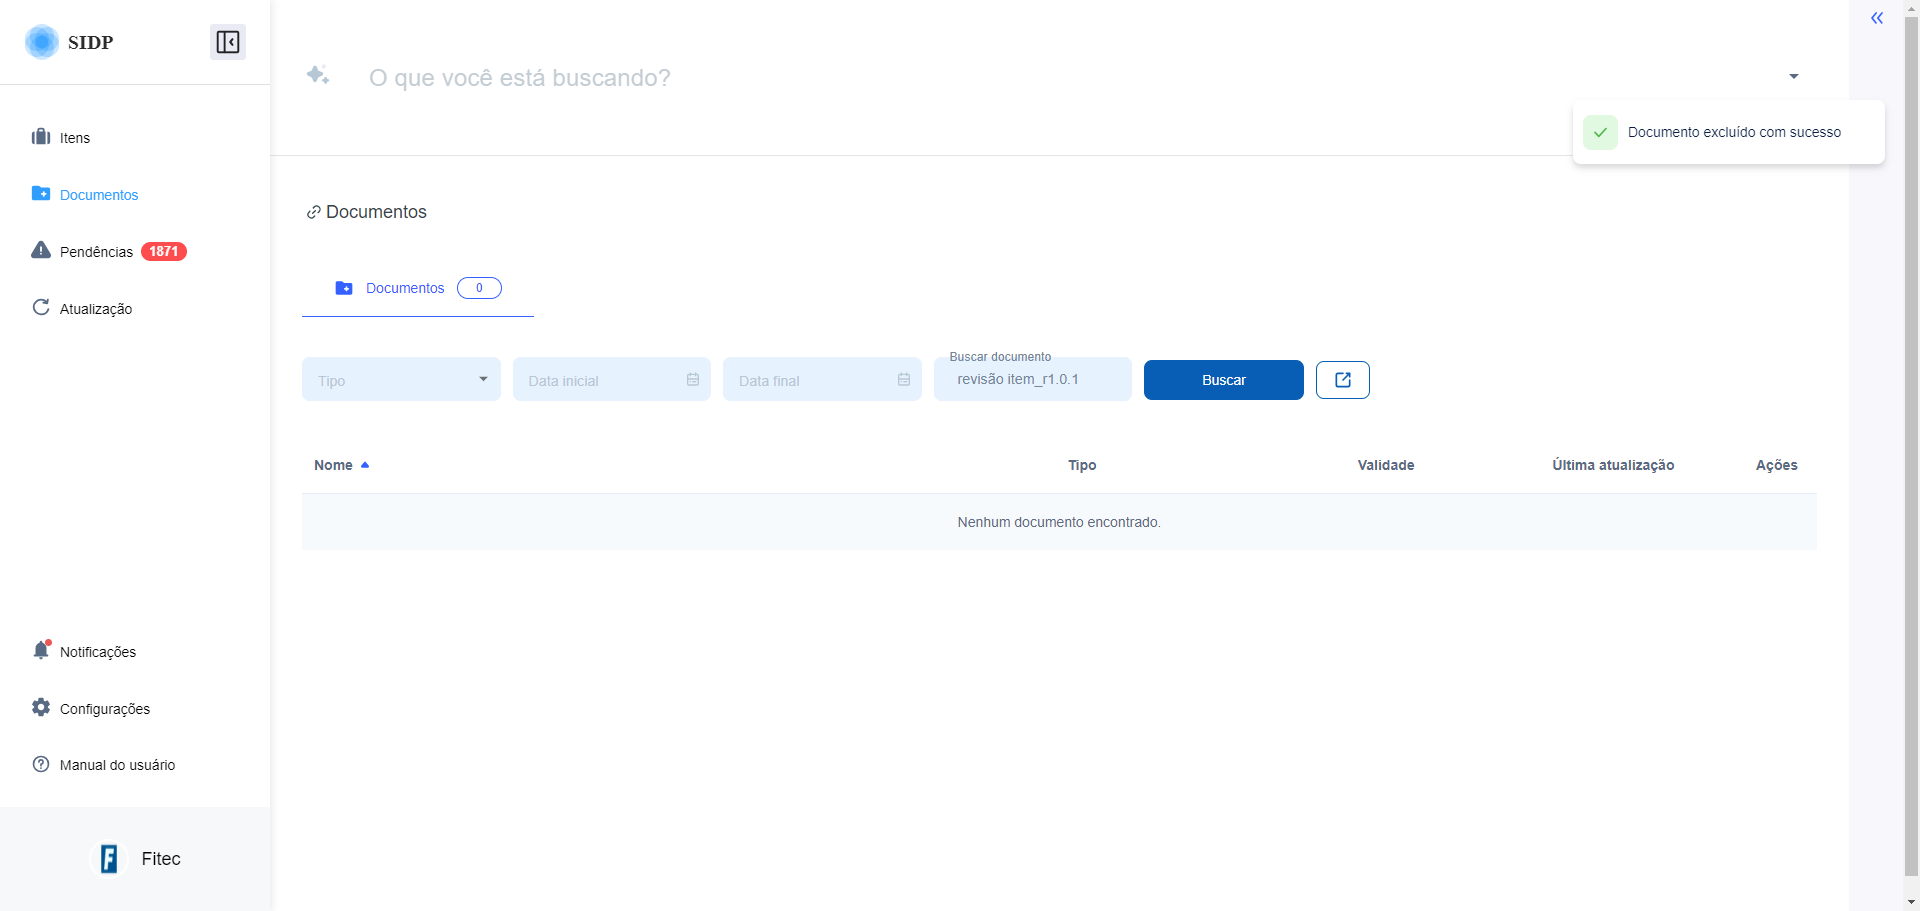 SIDP
Itens
Documentos
Pendências 1871
Atualização
Notificações
Configurações
Manual do usuário
Fitec
O que você está buscando?
Documento excluído com sucesso
Documentos
Documentos 0
Tipo
Data inicial
Data final
Buscar documento
revisão item_r1.0.1
Buscar
Nome Tipo Validade Última atualização Ações
Nenhum documento encontrado.